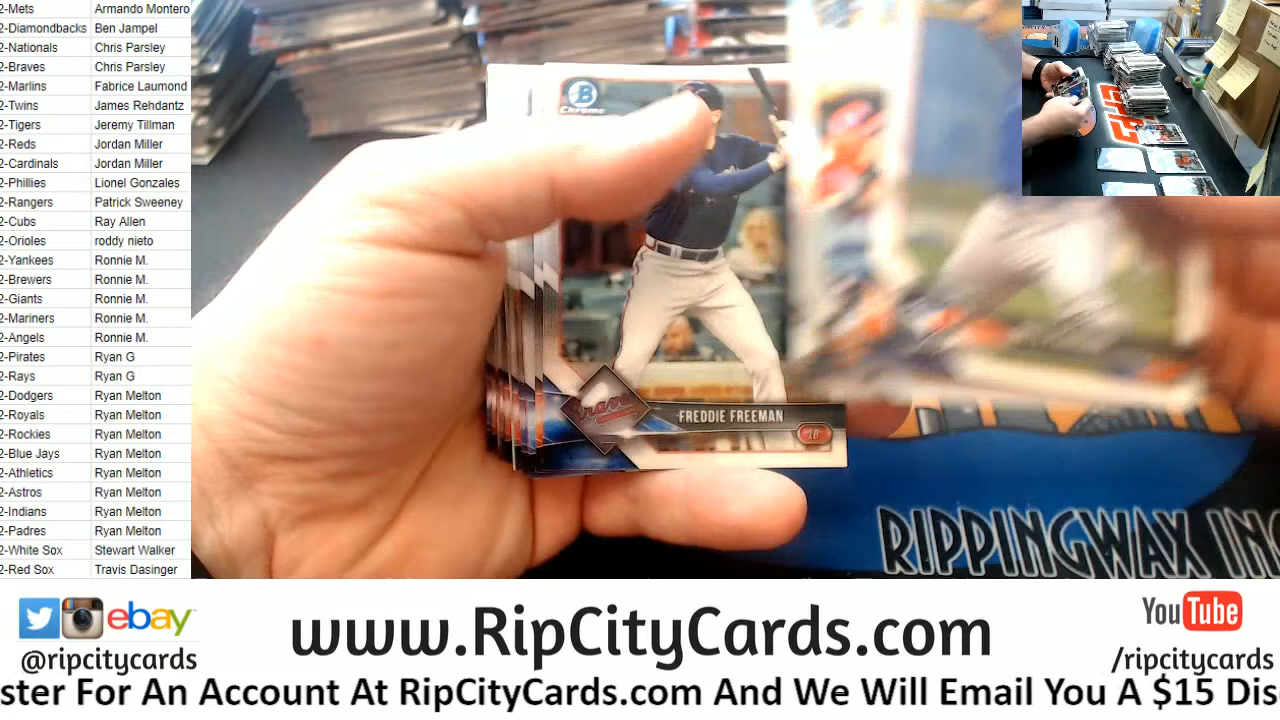 2-Mets Armando Montero
2-Diamondbacks Ben Jampel
2-Nationals Chris Parsley
2-Braves Chris Parsley
2-Marlins Fabrice Laumond
2-Twins James Rehdantz
2-Tigers Jeremy Tillman
2-Reds Jordan Miller
2-Cardinals Jordan Miller
2-Phillies Lionel Gonzales
2-Rangers Patrick Sweeney
2-Cubs Ray Allen
2-Orioles roddy nieto
2-Yankees Ronnie M.
2-Brewers Ronnie M.
2-Giants Ronnie M.
2-Mariners Ronnie M.
2-Angels Ronnie M.
2-Pirates Ryan G
2-Rays Ryan G
2-Dodgers Ryan Melton
2-Royals Ryan Melton
2-Rockies Ryan Melton
2-Blue Jays Ryan Melton
2-Athletics Ryan Melton
2-Astros Ryan Melton
2-Indians Ryan Melton
2-Padres Ryan Melton
2-White Sox Stewart Walker
2-Red Sox Travis Dasinger
B
Chrome
Braves
FREDDIE FREEMAN
1B
RIPPINGWAX INC
ebay
@ripcitycards
www.RipCityCards.com
YouTube
/ripcitycards
ster For An Account At RipCityCards.com And We Will Email You A $15 Dis